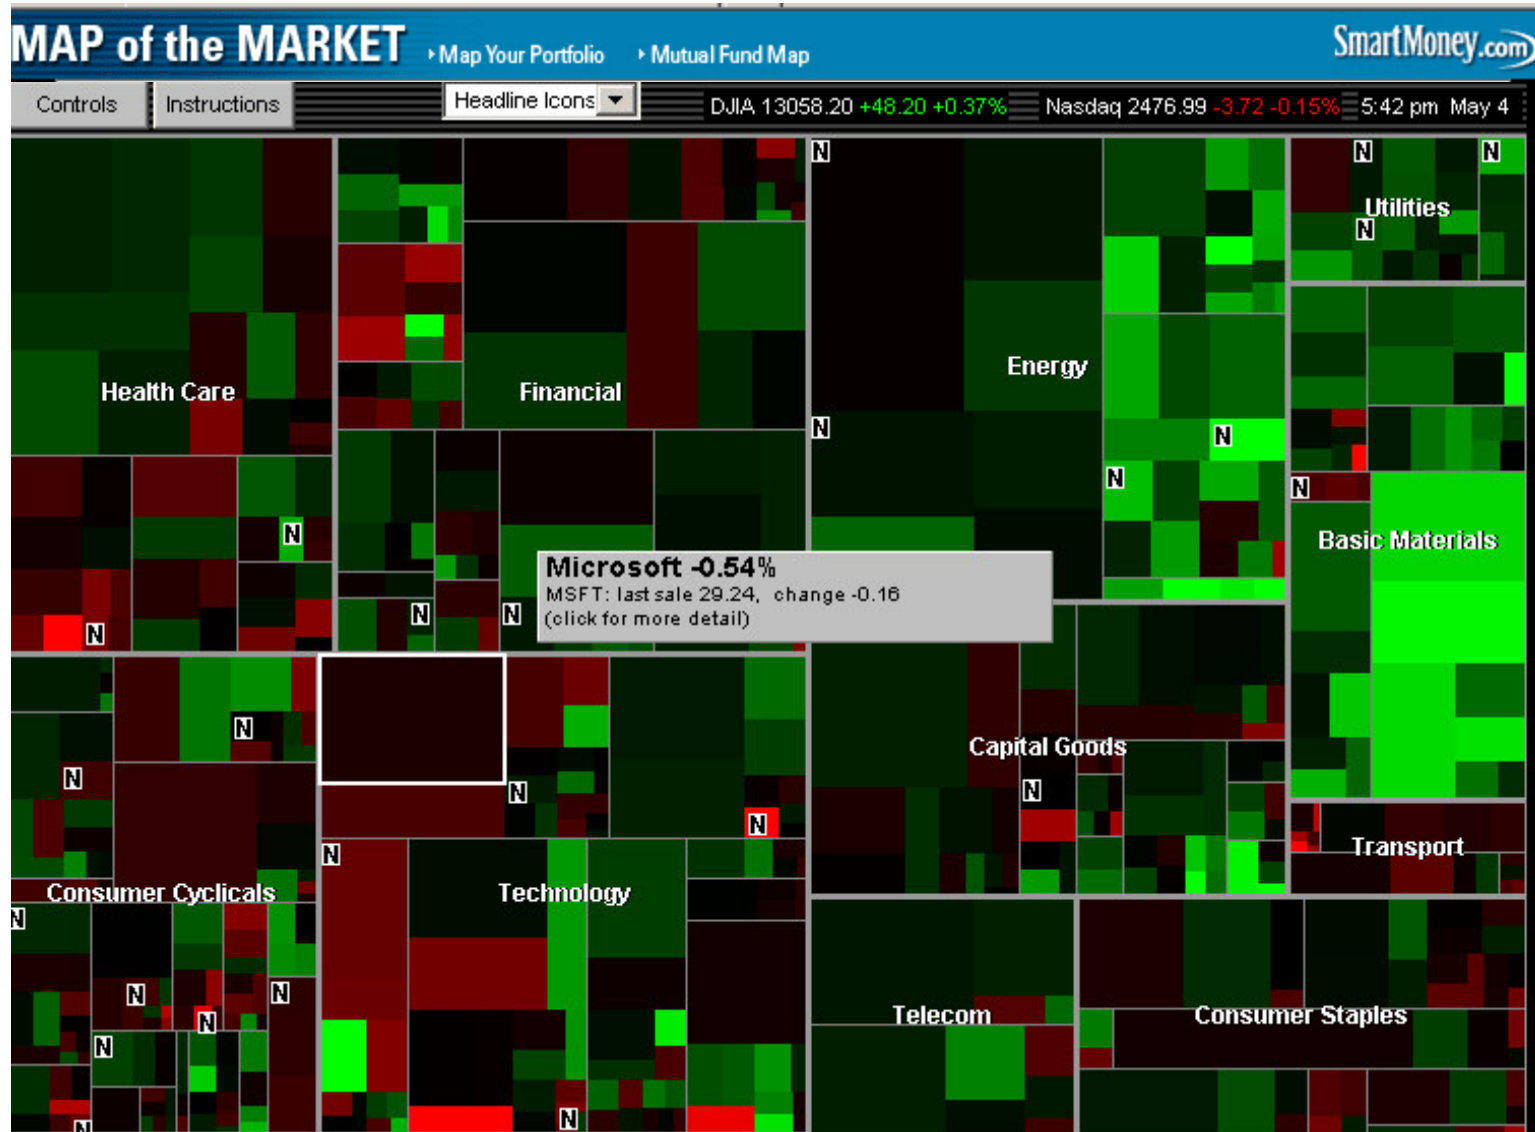 MAP of the MARKET
Map Your Portfolio
Mutual Fund Map
SmartMoney.com
Controls
Instructions
Headline Icons
DJIA 13058.20 +48.20 +0.37%
Nasdaq 2476.99 -3.72 -0.15%
5:42 pm May 4
N
N
N
Utilities
N
Health Care
Financial
Energy
N
N
N
N
N
Basic Materials
Microsoft -0.54%
MSFT: last sale 29.24, change -0.16
(click for more detail)
N
N
N
N
Capital Goods
N
N
N
N
N
Transport
Consumer Cyclicals
Technology
N
N
N
Telecom
Consumer Staples
N
N
N
N